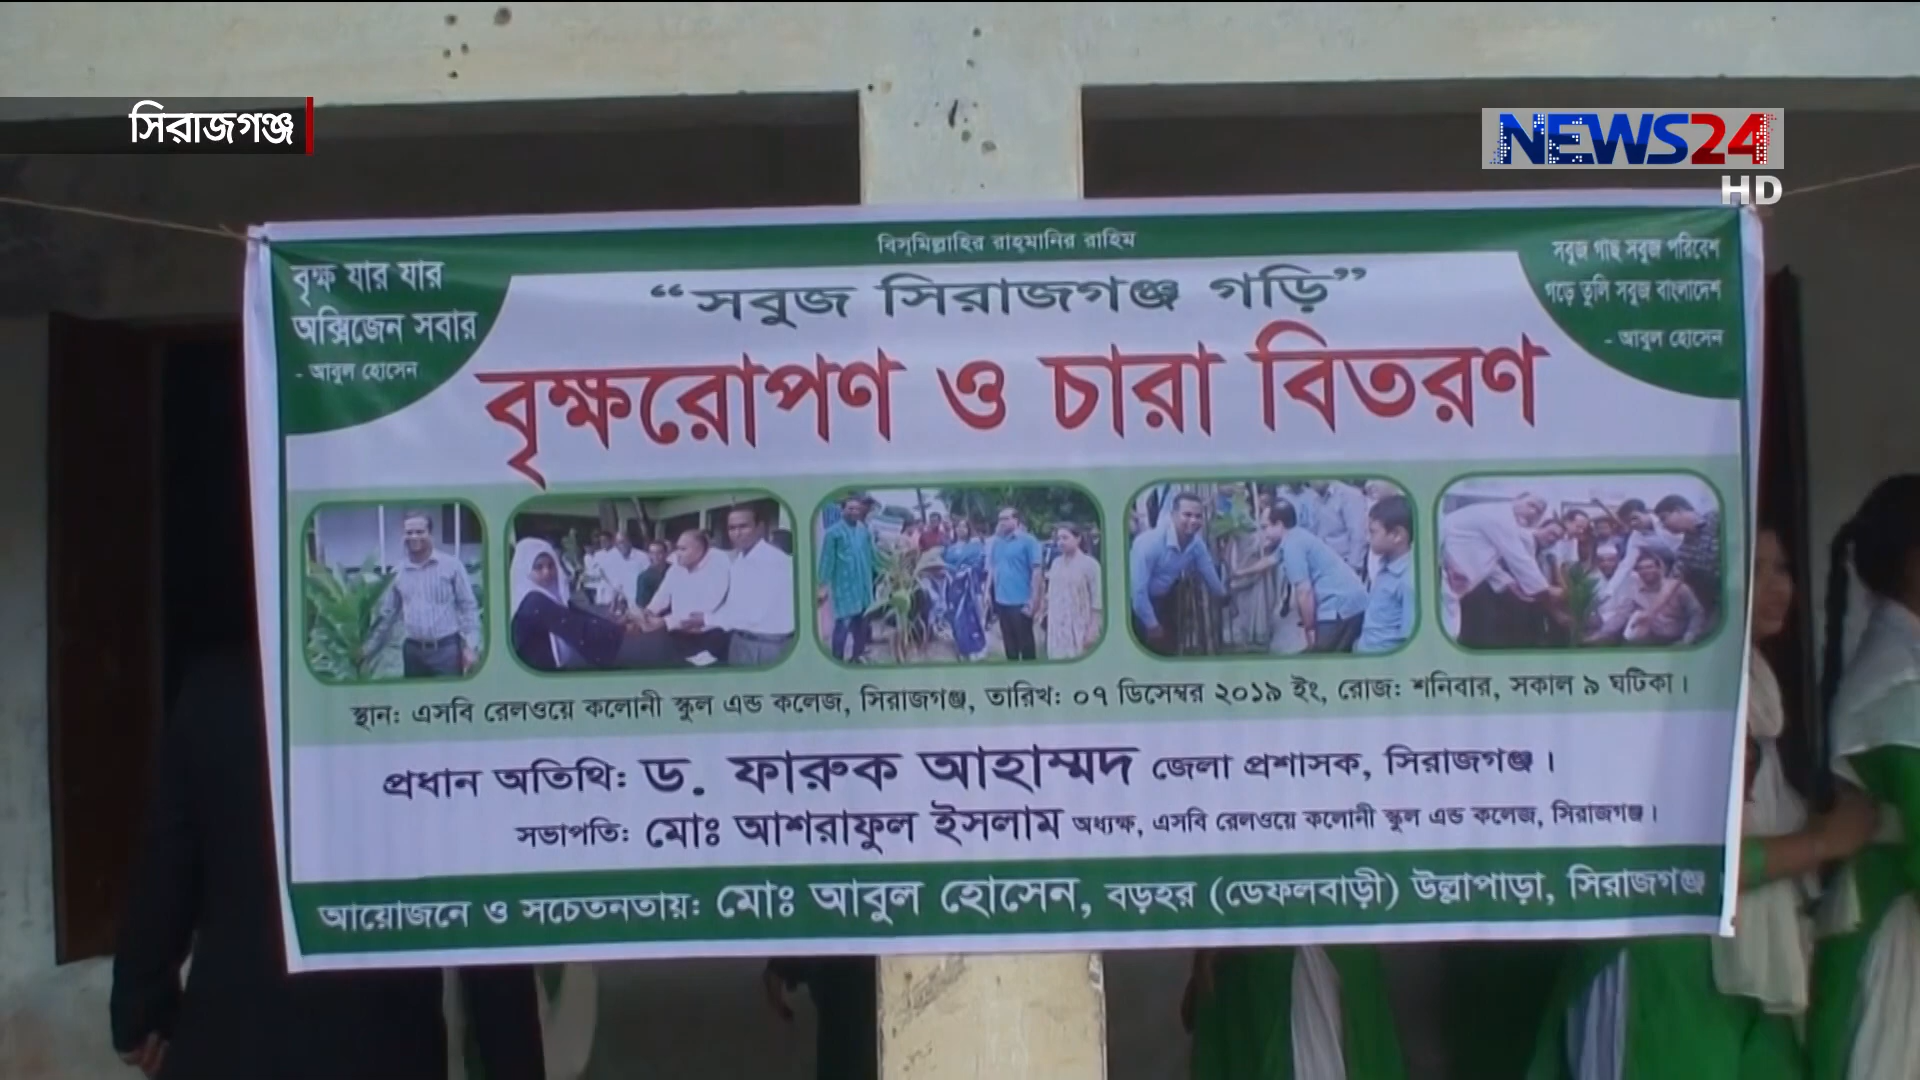 সিরাজগঞ্জ
NEWS24
HD
বিস্‌মিল্লাহির রাহ্‌মানির রাহিম
বৃক্ষ যার যার
অক্সিজেন সবার
- আবুল হোসেন
সবুজ গাছ সবুজ পরিবেশ
গড়ে তুলি সবুজ বাংলাদেশ
- আবুল হোসেন
“সবুজ সিরাজগঞ্জ গড়ি”
বৃক্ষরোপণ ও চারা বিতরণ
স্থান: এসবি রেলওয়ে কলোনী স্কুল এন্ড কলেজ, সিরাজগঞ্জ, তারিখ: ০৭ ডিসেম্বর ২০১৯ ইং, রোজ: শনিবার, সকাল ৯ ঘটিকা।
প্রধান অতিথি: ড. ফারুক আহাম্মদ জেলা প্রশাসক, সিরাজগঞ্জ।
সভাপতি: মোঃ আশরাফুল ইসলাম অধ্যক্ষ, এসবি রেলওয়ে কলোনী স্কুল এন্ড কলেজ, সিরাজগঞ্জ।
আয়োজনে ও সচেতনতায়: মোঃ আবুল হোসেন, বড়হর (ডেফলবাড়ী) উল্লাপাড়া, সিরাজগঞ্জ